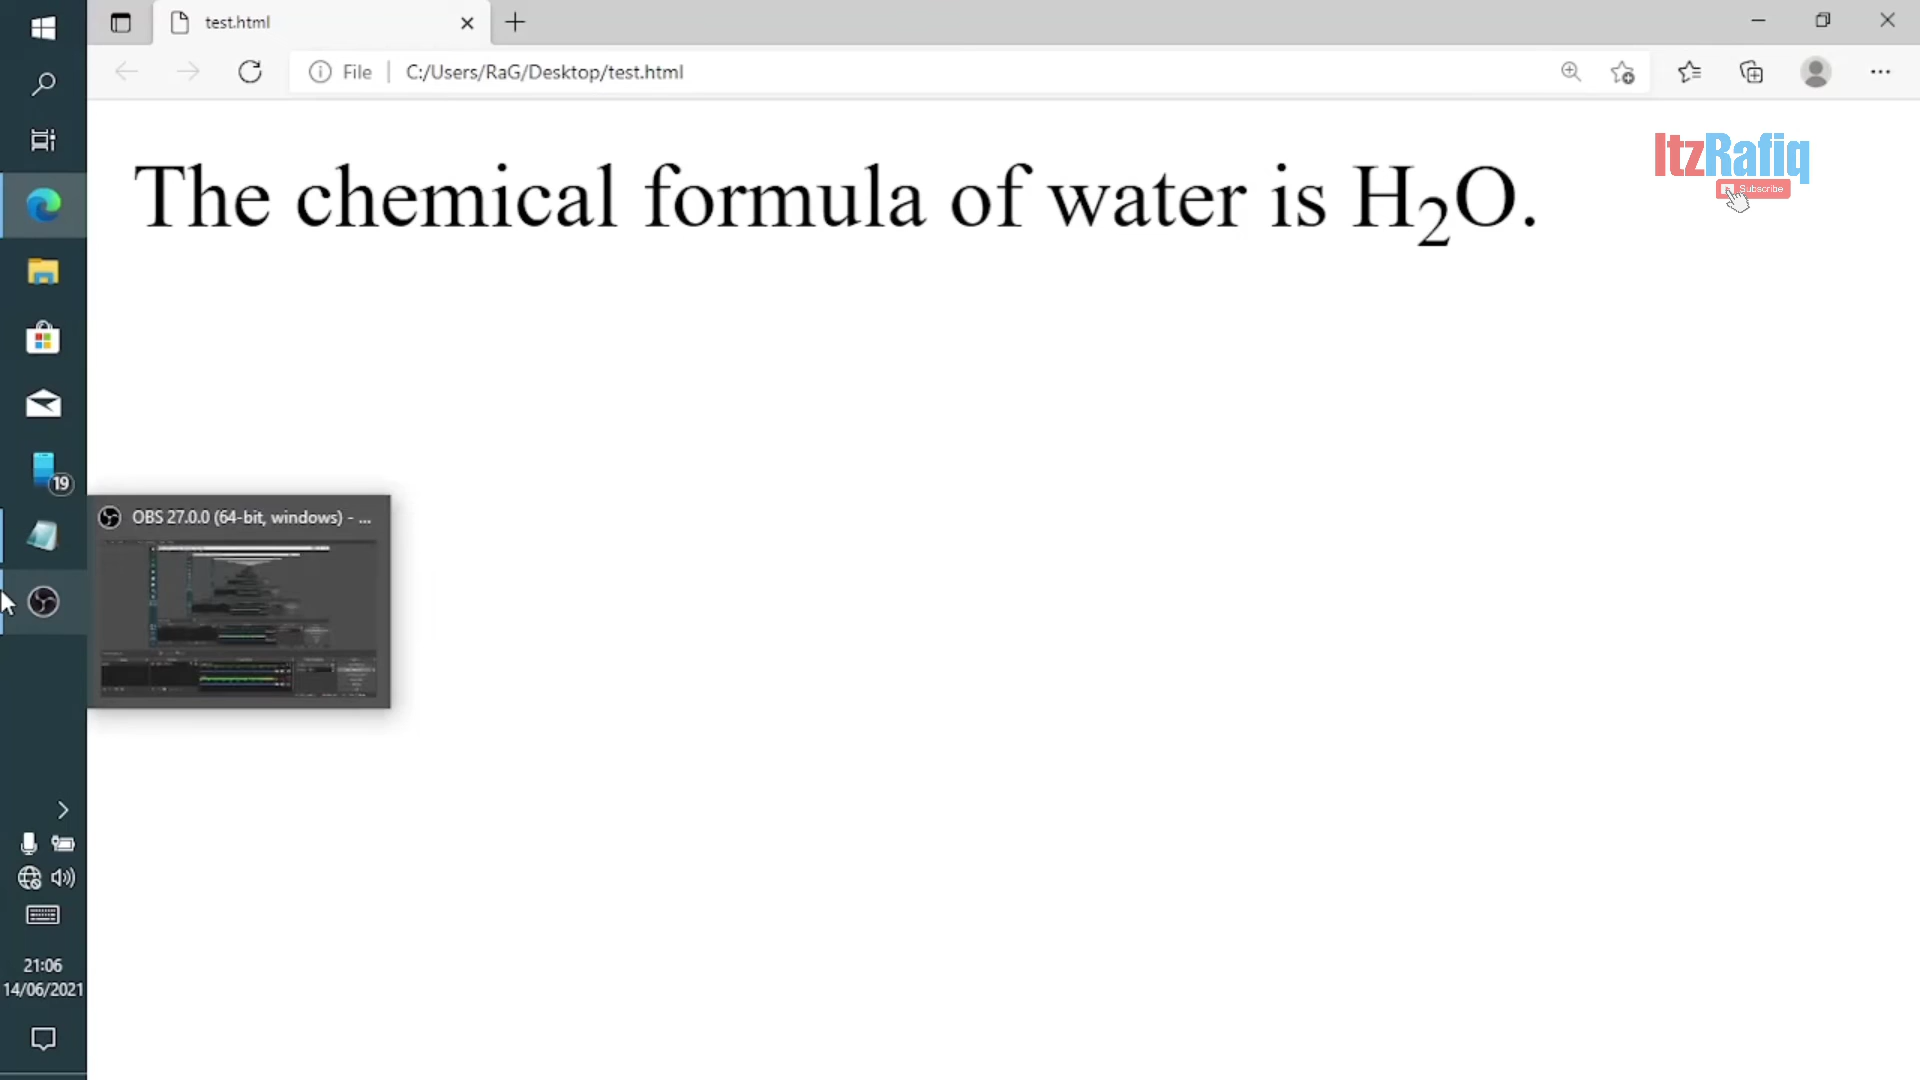 test.html
File
C:/Users/RaG/Desktop/test.html
The chemical formula of water is H₂O.
ItzRafiq
Subscribe
19
OBS 27.0.0 (64-bit, windows) - ...
21:06
14/06/2021